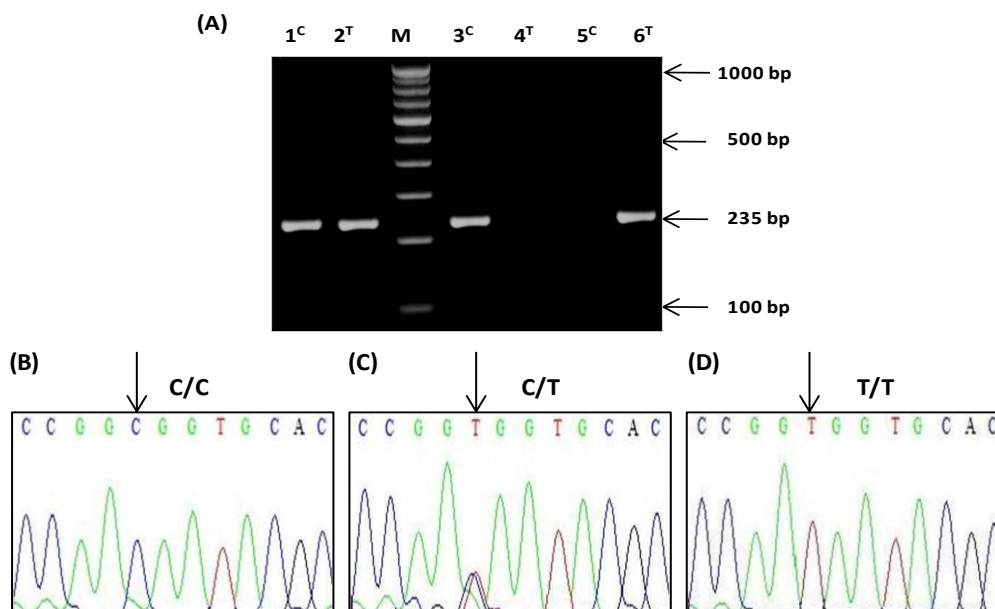 (A)
1C 2T M 3C 4T 5C 6T
1000 bp
500 bp
235 bp
100 bp
(B) C/C
C C G G C G G T G C A C
(C) C/T
C C G G T G G T G C A C
(D) T/T
C C G G T G G T G C A C